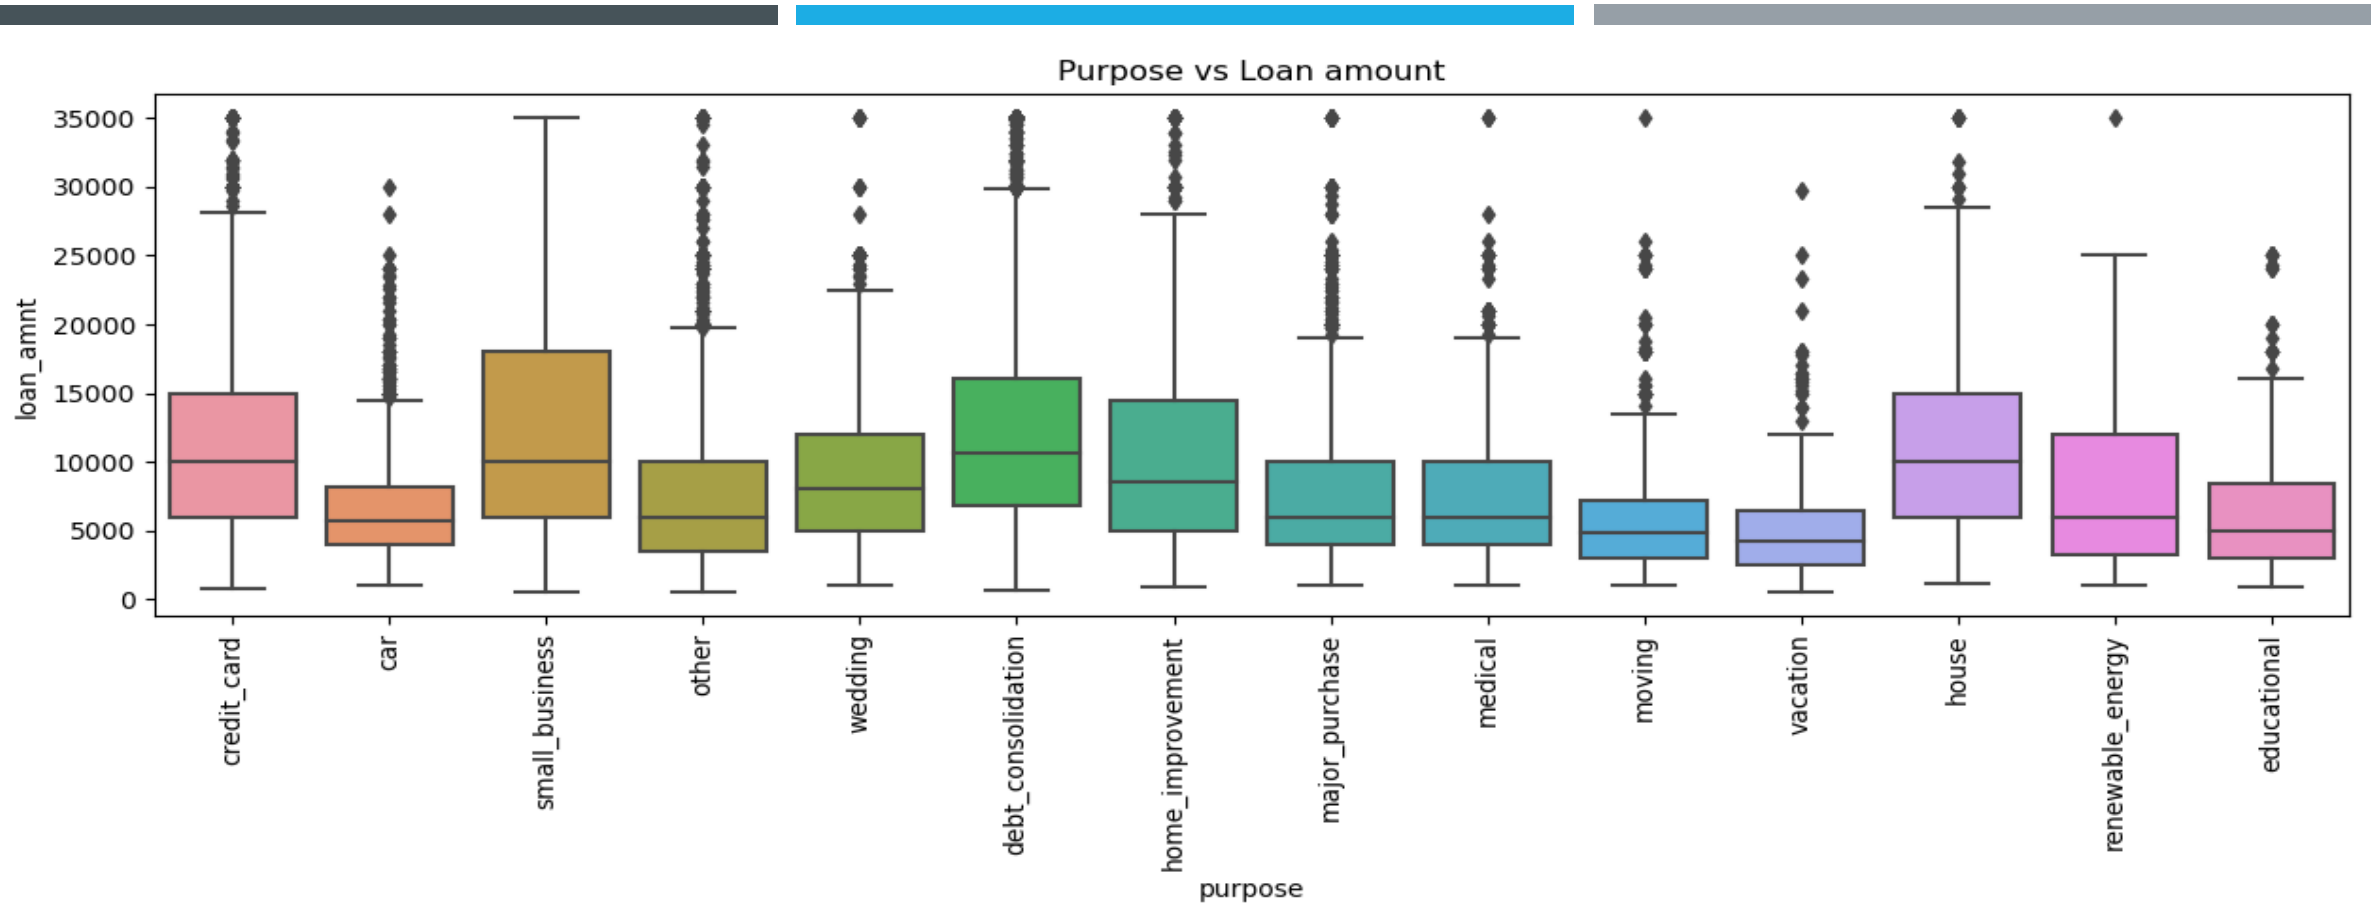 Purpose vs Loan amount
35000
30000
25000
20000
15000
10000
5000
0
loan_amnt
credit_card
car
small_business
other
wedding
debt_consolidation
home_improvement
major_purchase
medical
moving
vacation
house
renewable_energy
educational
purpose